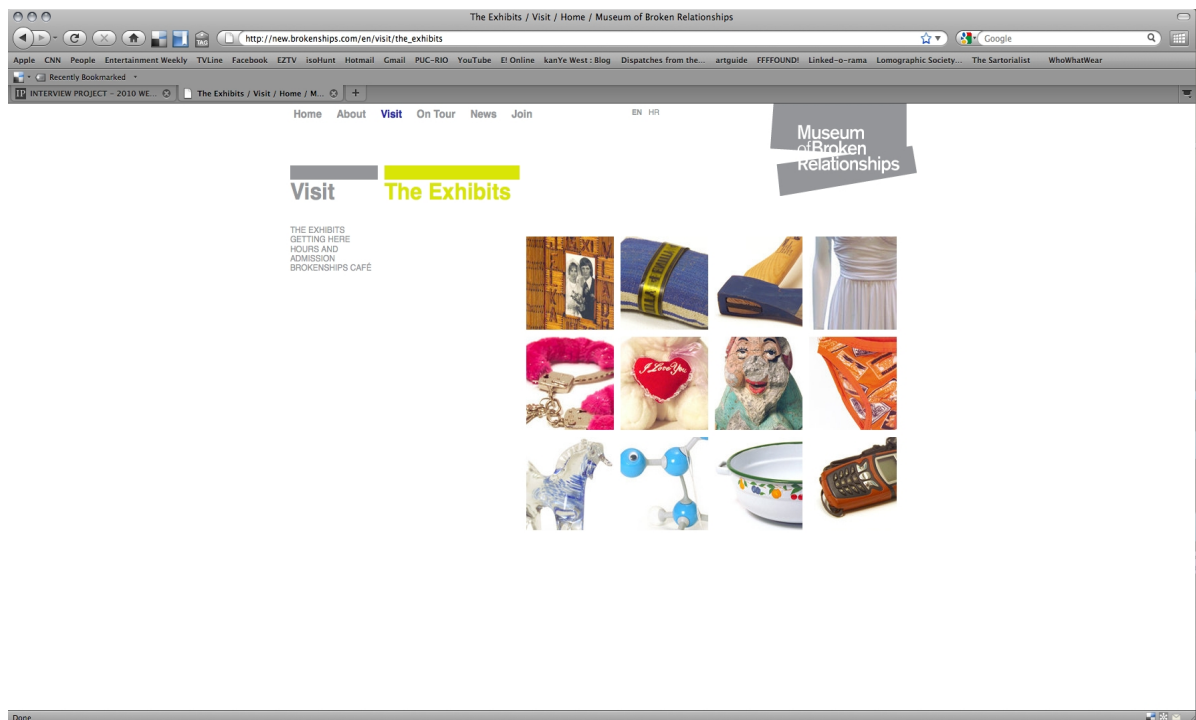 The Exhibits / Visit / Home / Museum of Broken Relationships
TAG
http://new.brokenships.com/en/visit/the_exhibits
Google
Apple CNN People Entertainment Weekly TVLine Facebook EZTV isoHunt Hotmail Gmail PUC-RIO YouTube E! Online kanYe West : Blog Dispatches from the... artguide FFFFOUND! Linked-o-rama Lomographic Society... The Sartorialist WhoWhatWear
Recently Bookmarked
IP INTERVIEW PROJECT - 2010 WE... The Exhibits / Visit / Home / M... +
Home About Visit On Tour News Join EN HR
Museum
of Broken
Relationships
Visit The Exhibits
THE EXHIBITS
GETTING HERE
HOURS AND
ADMISSION
BROKENSHIPS CAFÈ
I Love You
Done